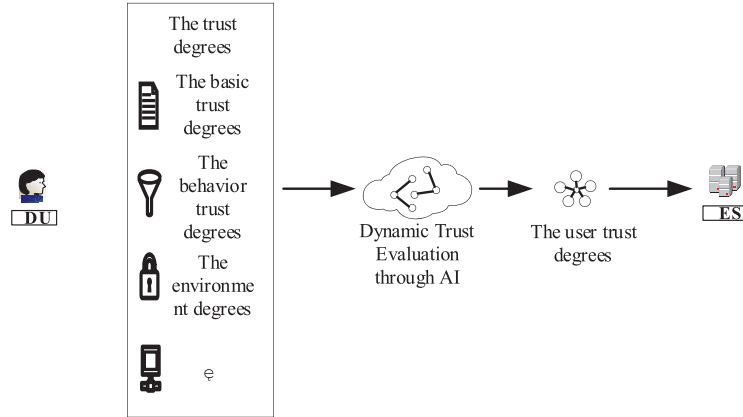 The trust
degrees
The basic
trust
degrees
The
behavior
trust
degrees
The
environme
nt degrees
ę
DU
Dynamic Trust
Evaluation
through AI
The user trust
degrees
ES